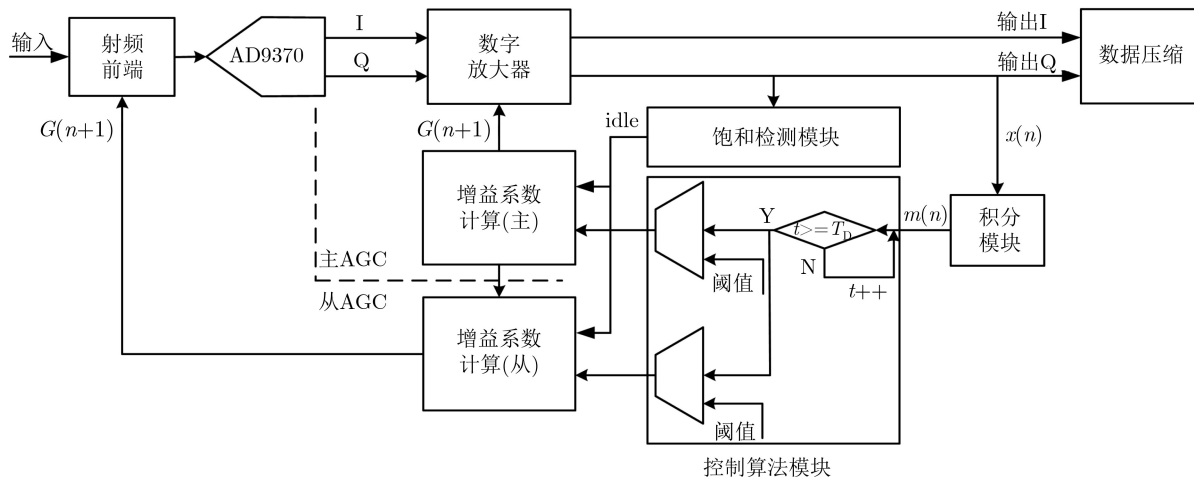 输入
射频
前端
AD9370
I
Q
数字
放大器
输出I
输出Q
数据压缩
G(n+1)
G(n+1)
idle
饱和检测模块
x(n)
增益系数
计算(主)
Y
t>=T_D
m(n)
积分
模块
N
t++
阈值
主AGC
从AGC
增益系数
计算(从)
阈值
控制算法模块